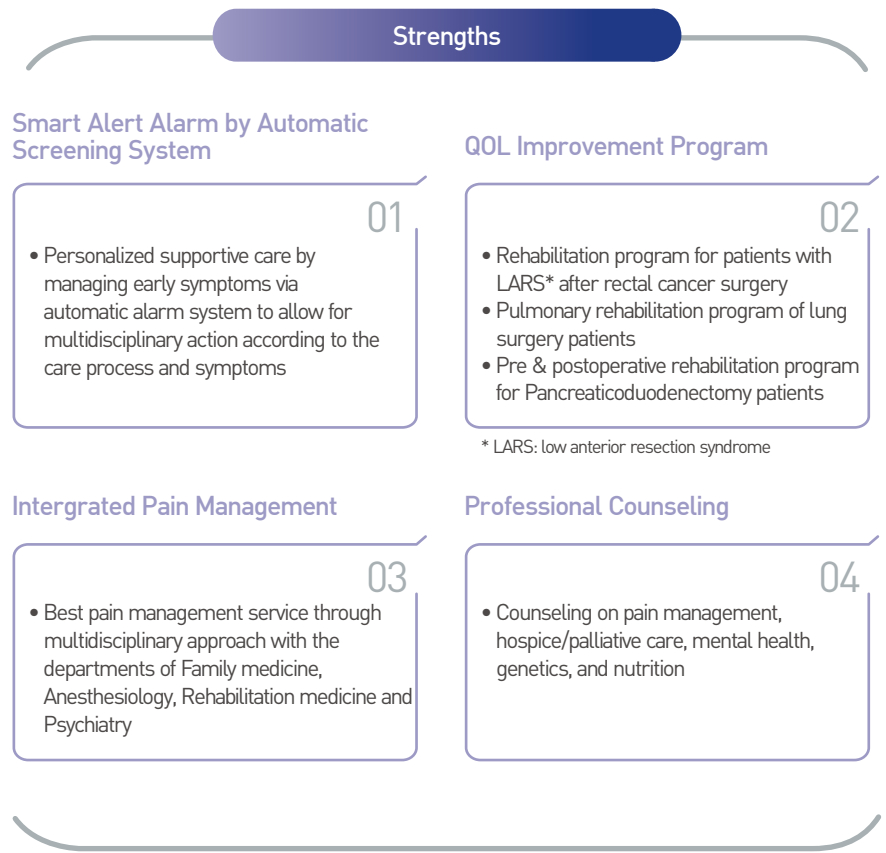 Strengths
Smart Alert Alarm by Automatic
Screening System
01
• Personalized supportive care by
managing early symptoms via
automatic alarm system to allow for
multidisciplinary action according to the
care process and symptoms
QOL Improvement Program
02
• Rehabilitation program for patients with
LARS* after rectal cancer surgery
• Pulmonary rehabilitation program of lung
surgery patients
• Pre & postoperative rehabilitation program
for Pancreaticoduodenectomy patients
* LARS: low anterior resection syndrome
Intergrated Pain Management
03
• Best pain management service through
multidisciplinary approach with the
departments of Family medicine,
Anesthesiology, Rehabilitation medicine and
Psychiatry
Professional Counseling
04
• Counseling on pain management,
hospice/palliative care, mental health,
genetics, and nutrition